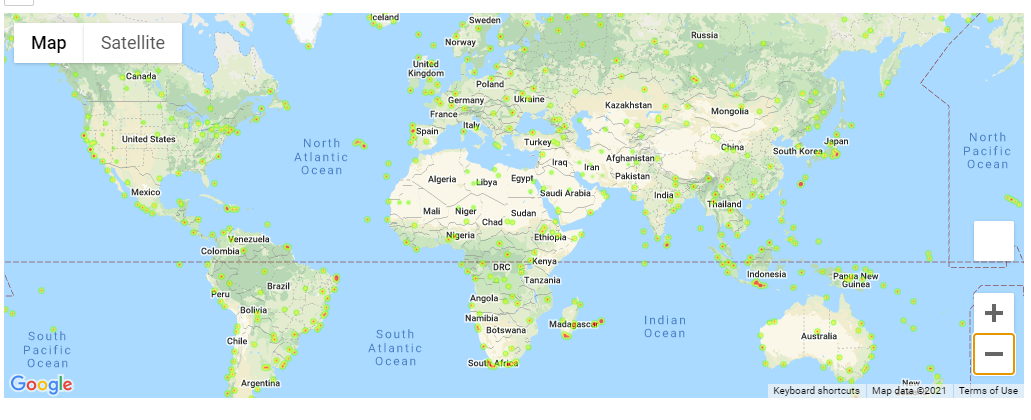 Map
Satellite
Iceland
Sweden
Norway
Russia
United
Kingdom
Canada
Poland
Germany
Ukraine
Kazakhstan
Mongolia
France
Italy
Spain
United States
Turkey
China
South Korea
Japan
North
Atlantic
Ocean
North
Pacific
Ocean
Iraq
Iran
Afghanistan
Pakistan
Algeria
Libya
Egypt
Saudi Arabia
India
Mexico
Thailand
Mali
Niger
Chad
Sudan
Nigeria
Ethiopia
Venezuela
Colombia
DRC
Kenya
Indonesia
Papua New
Guinea
Tanzania
Brazil
Peru
Angola
Bolivia
Namibia
Botswana
Madagascar
Indian
Ocean
Australia
South
Pacific
Ocean
Chile
South
Atlantic
Ocean
South Africa
Argentina
New
Google
Keyboard shortcuts
Map data ©2021
Terms of Use